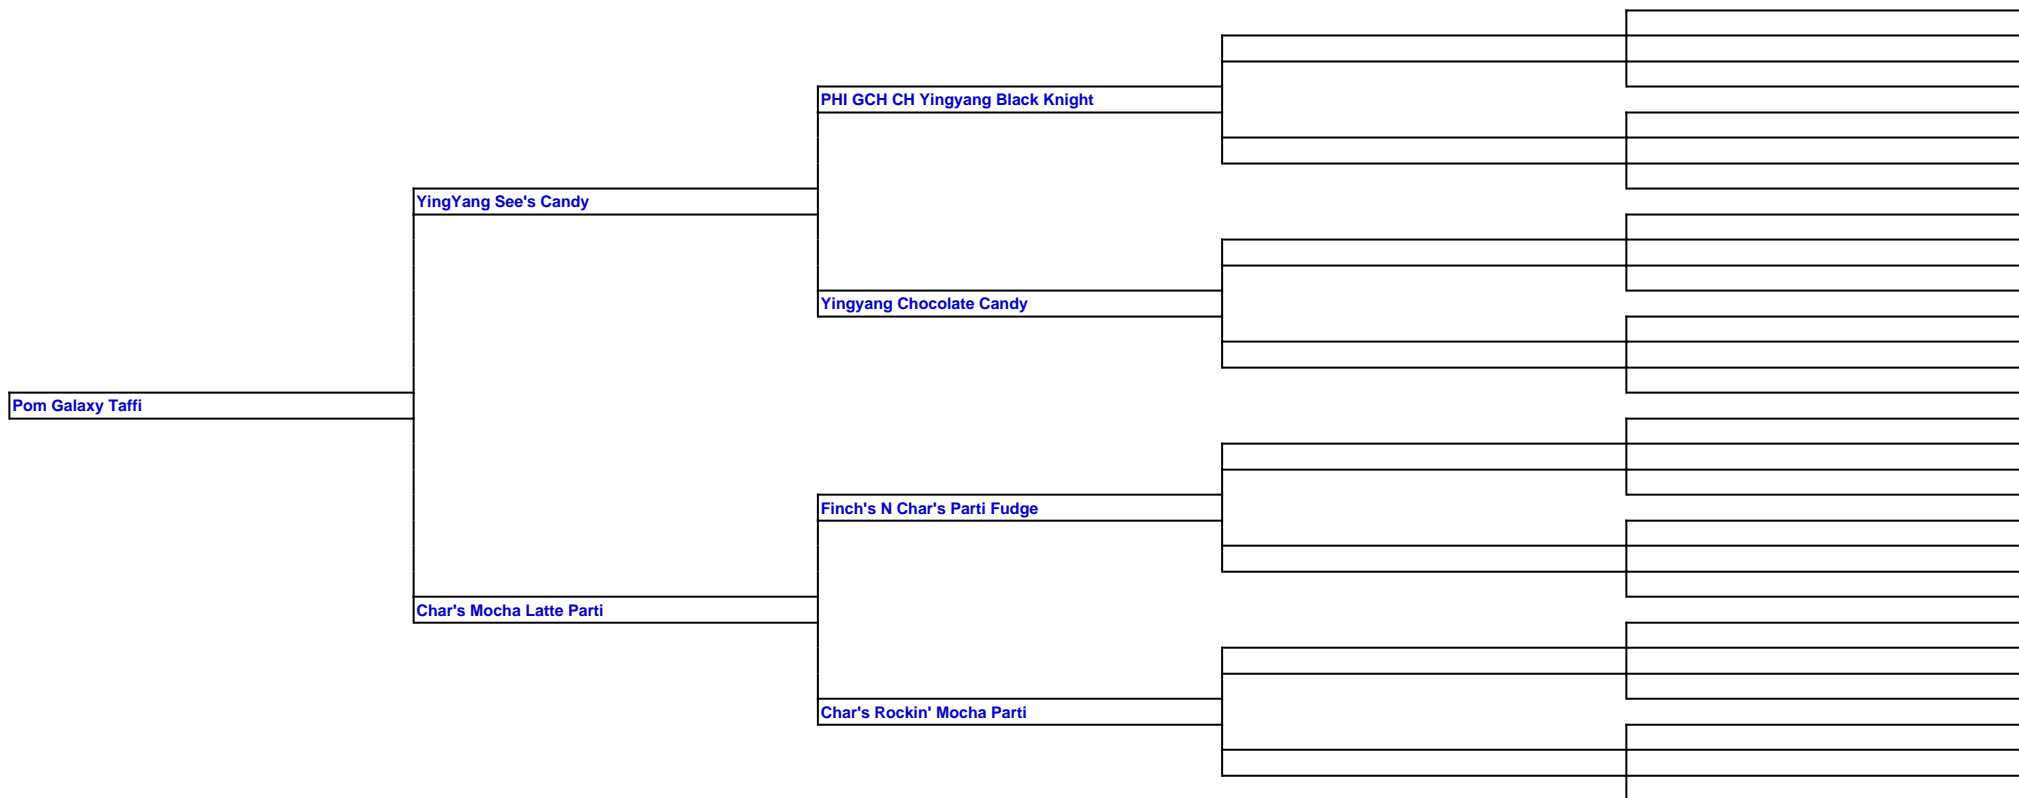 PHI GCH CH Yingyang Black Knight
YingYang See's Candy
Yingyang Chocolate Candy
Pom Galaxy Taffi
Finch's N Char's Parti Fudge
Char's Mocha Latte Parti
Char's Rockin' Mocha Parti